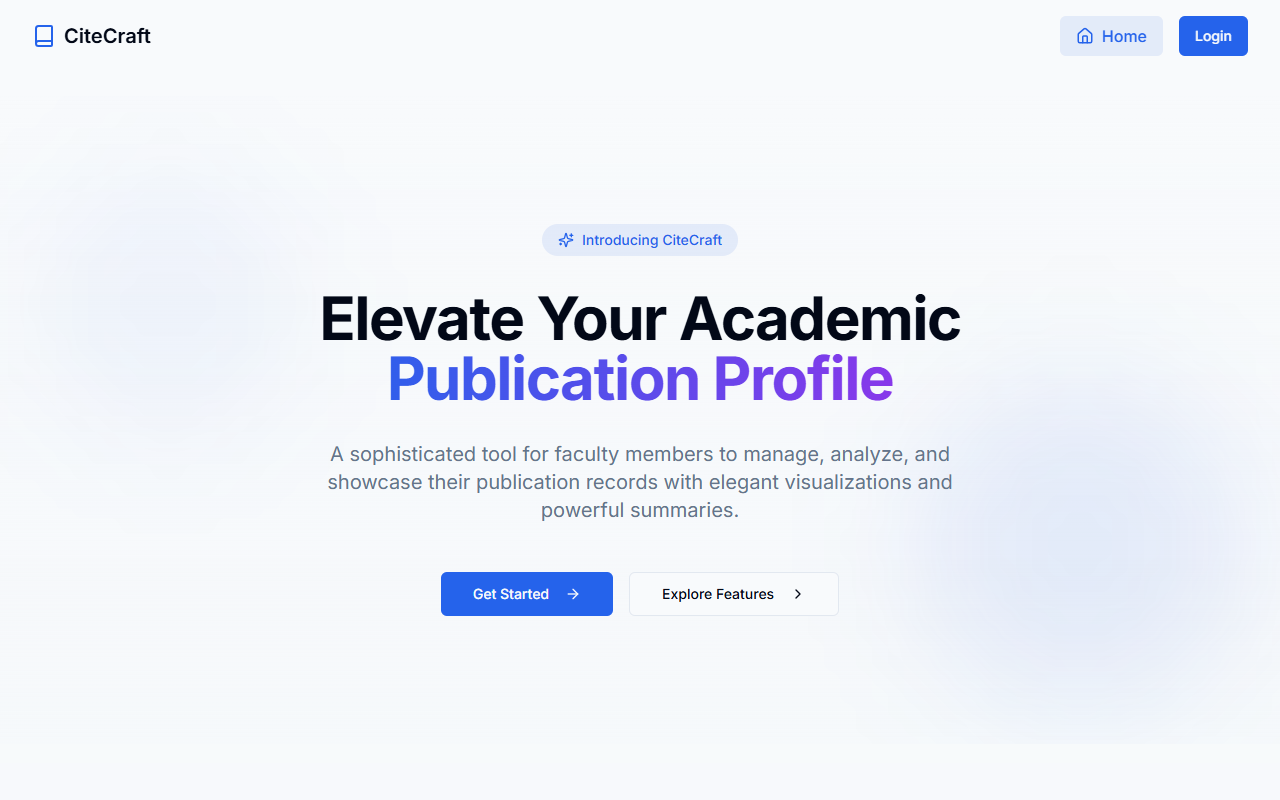 CiteCraft
Home
Login
Introducing CiteCraft
Elevate Your Academic
Publication Profile
A sophisticated tool for faculty members to manage, analyze, and
showcase their publication records with elegant visualizations and
powerful summaries.
Get Started
Explore Features